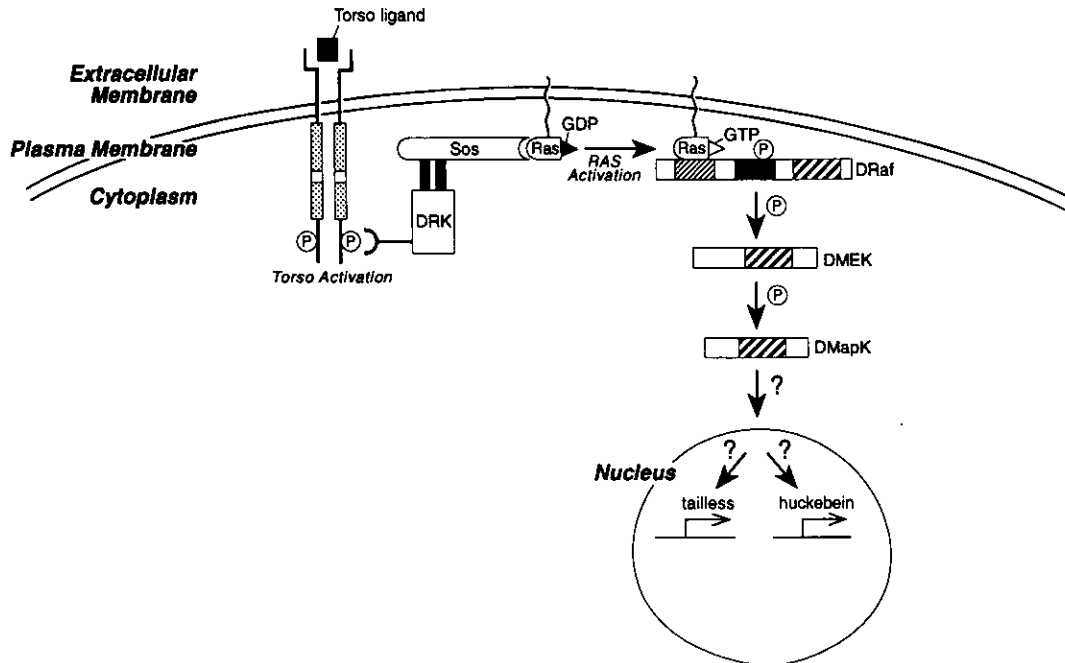 Torso ligand
Extracellular
Membrane
Plasma Membrane
Cytoplasm
GDP
GTP
Sos
Ras
RAS
Activation
Ras
P
DRaf
DRK
P
P
P
Torso Activation
DMEK
P
DMapK
?
? ?
Nucleus
tailless
huckebein